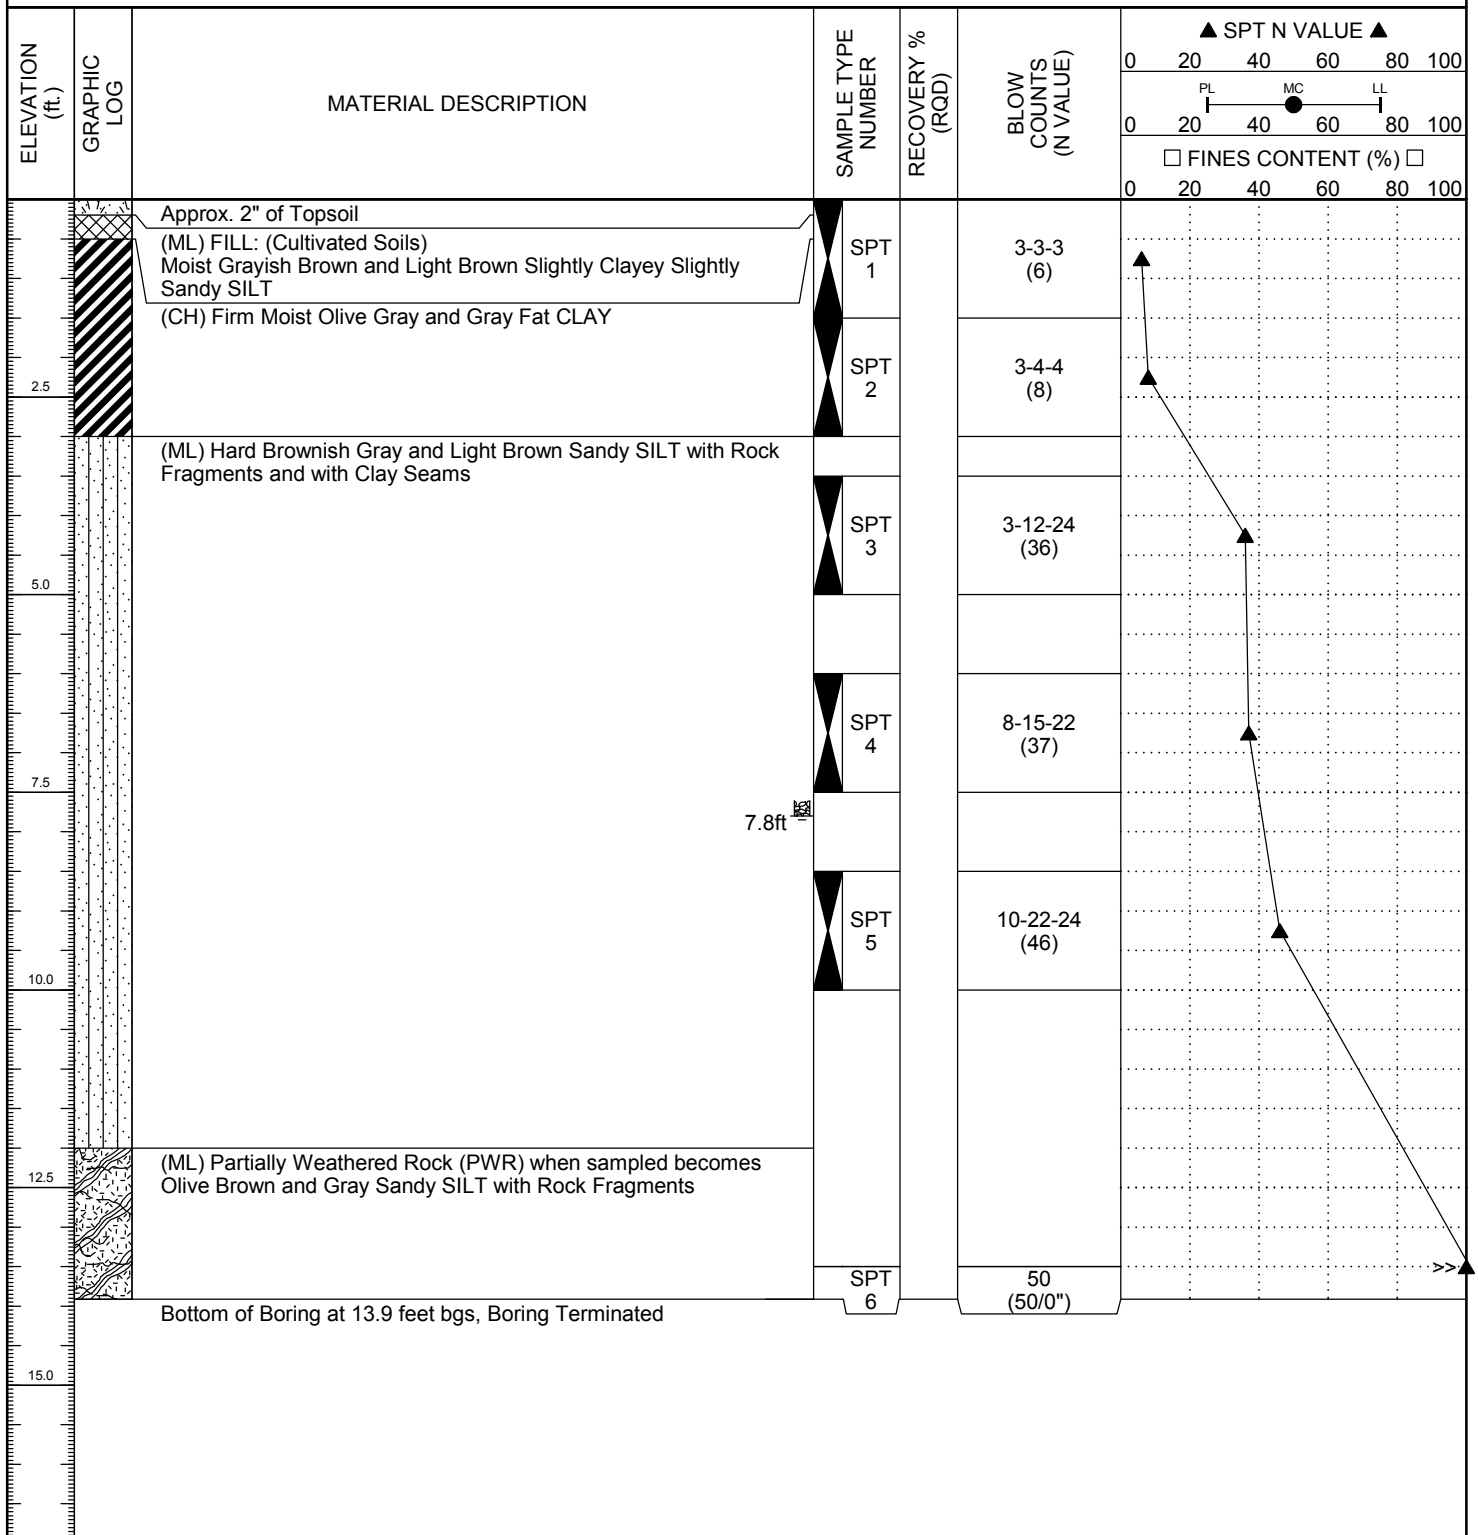 ELEVATION
(ft.)
GRAPHIC
LOG
MATERIAL DESCRIPTION
SAMPLE TYPE
NUMBER
RECOVERY %
(RQD)
BLOW
COUNTS
(N VALUE)
▲ SPT N VALUE ▲
0 20 40 60 80 100
PL MC LL
0 20 40 60 80 100
□ FINES CONTENT (%) □
0 20 40 60 80 100
Approx. 2" of Topsoil
(ML) FILL: (Cultivated Soils)
Moist Grayish Brown and Light Brown Slightly Clayey Slightly
Sandy SILT
SPT
1
3-3-3
(6)
(CH) Firm Moist Olive Gray and Gray Fat CLAY
SPT
2
3-4-4
(8)
2.5
(ML) Hard Brownish Gray and Light Brown Sandy SILT with Rock
Fragments and with Clay Seams
SPT
3
3-12-24
(36)
5.0
SPT
4
8-15-22
(37)
7.5
7.8ft
SPT
5
10-22-24
(46)
10.0
(ML) Partially Weathered Rock (PWR) when sampled becomes
Olive Brown and Gray Sandy SILT with Rock Fragments
12.5
>>
SPT
6
50
(50/0")
Bottom of Boring at 13.9 feet bgs, Boring Terminated
15.0